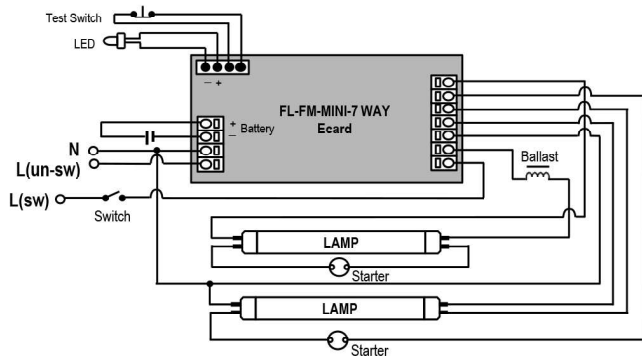 Test Switch
LED
− +
FL-FM-MINI-7 WAY
Ecard
+
Battery
−
N
L(un-sw)
L(sw)
Switch
Ballast
LAMP
Starter
LAMP
Starter